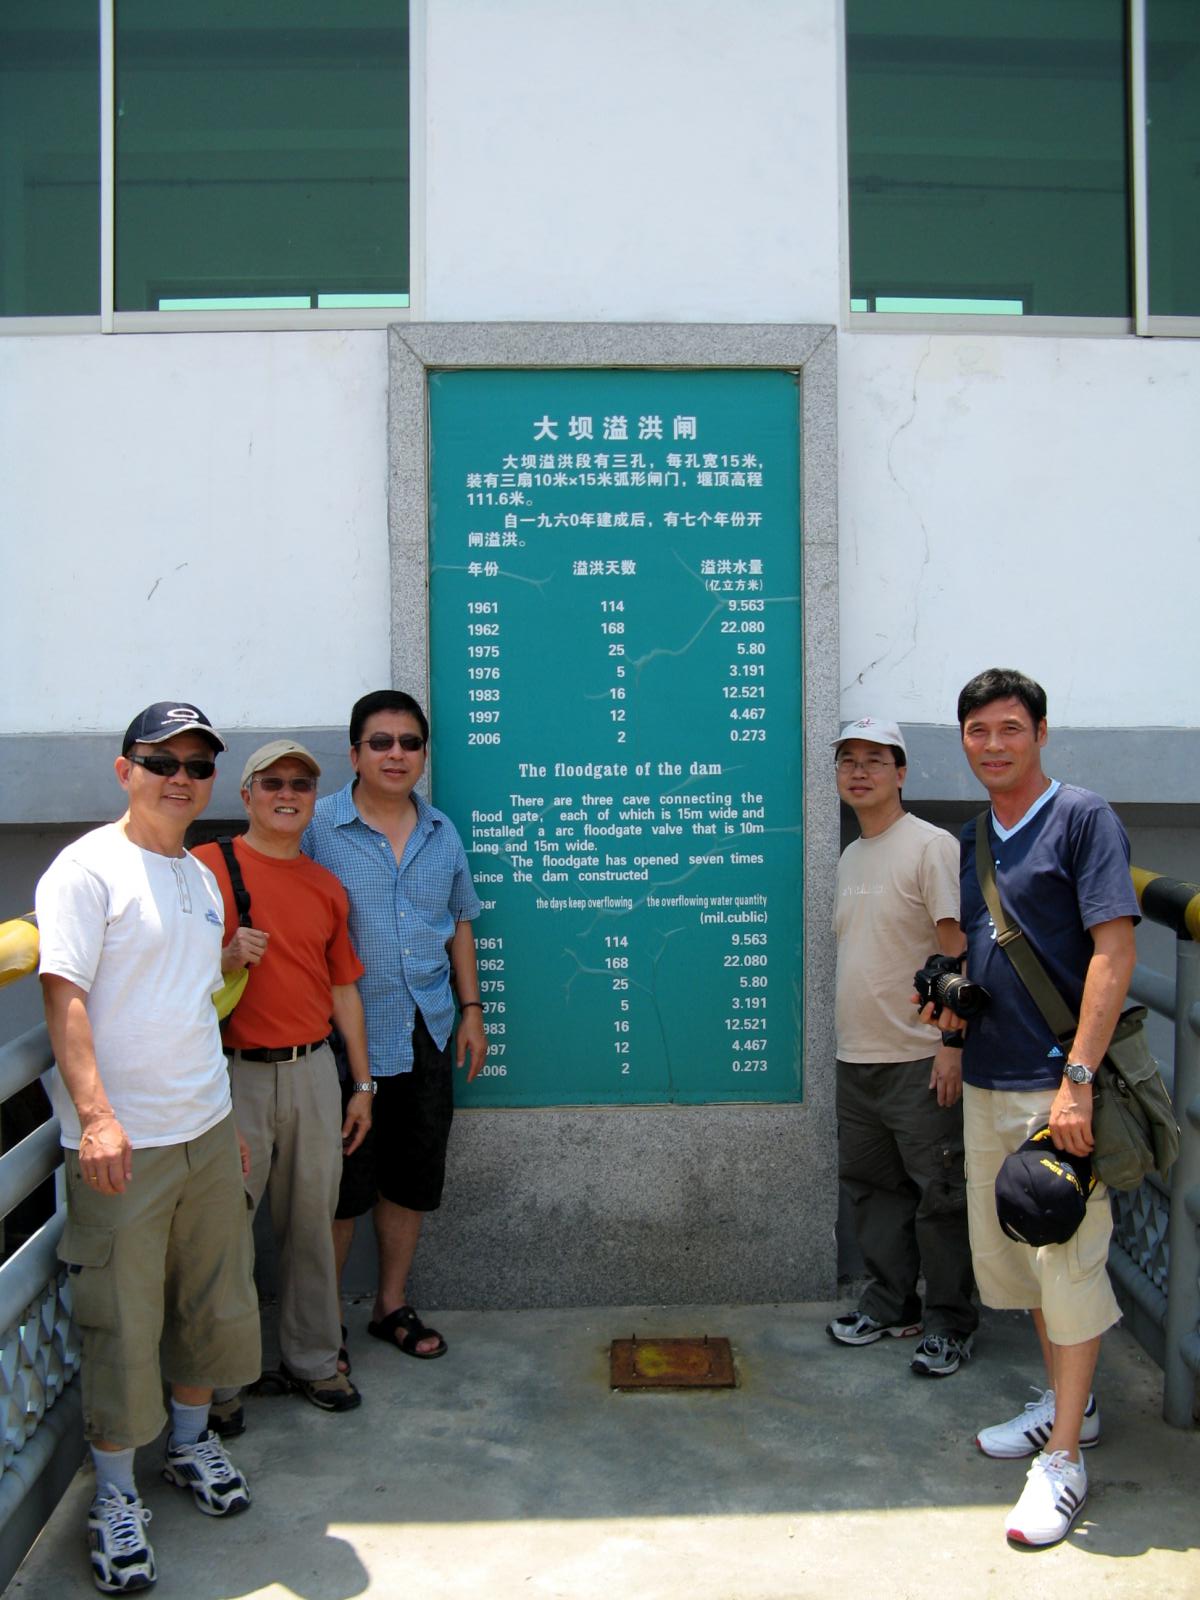 大坝溢洪闸
大坝溢洪段有三孔，每孔宽15米，
装有三扇10米×15米弧形闸门，堰顶高程
111.6米。
自一九六0年建成后，有七个年份开
闸溢洪。
年份 溢洪天数 溢洪水量
(亿立方米)
1961 114 9.563
1962 168 22.080
1975 25 5.80
1976 5 3.191
1983 16 12.521
1997 12 4.467
2006 2 0.273
The floodgate of the dam
There are three cave connecting the
flood gate, each of which is 15m wide and
installed a arc floodgate valve that is 10m
long and 15m wide.
The floodgate has opened seven times
since the dam constructed
ear the days keep overflowing the overflowing water quantity
(mil.cublic)
1961 114 9.563
1962 168 22.080
975 25 5.80
976 5 3.191
983 16 12.521
997 12 4.467
2006 2 0.273